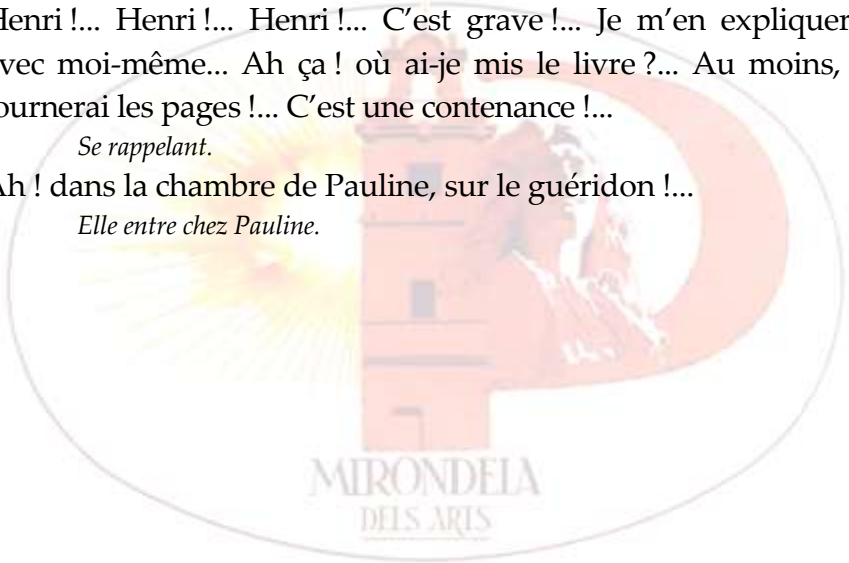 Henri !... Henri !... Henri !... C’est grave !... Je m’en expliquer
avec moi-même... Ah ça ! où ai-je mis le livre ?... Au moins,
tournerai les pages !... C’est une contenance !...
Se rappelant.
Ah ! dans la chambre de Pauline, sur le guéridon !...
Elle entre chez Pauline.
MIRONDELA
DELS ARTS